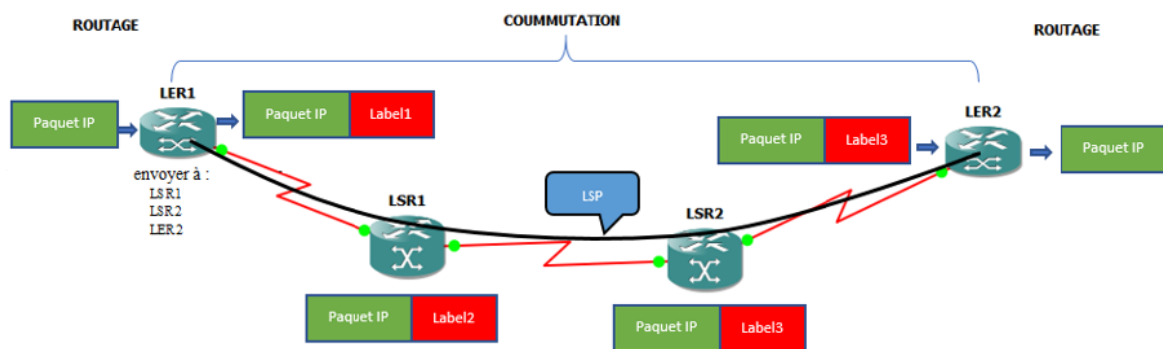 ROUTAGE
COUMMUTATION
ROUTAGE
LER1
Paquet IP
Paquet IP
Label1
envoyer à :
LSR1
LSR2
LER2
LSR1
Paquet IP
Label2
LSP
LSR2
Paquet IP
Label3
Paquet IP
Label3
LER2
Paquet IP